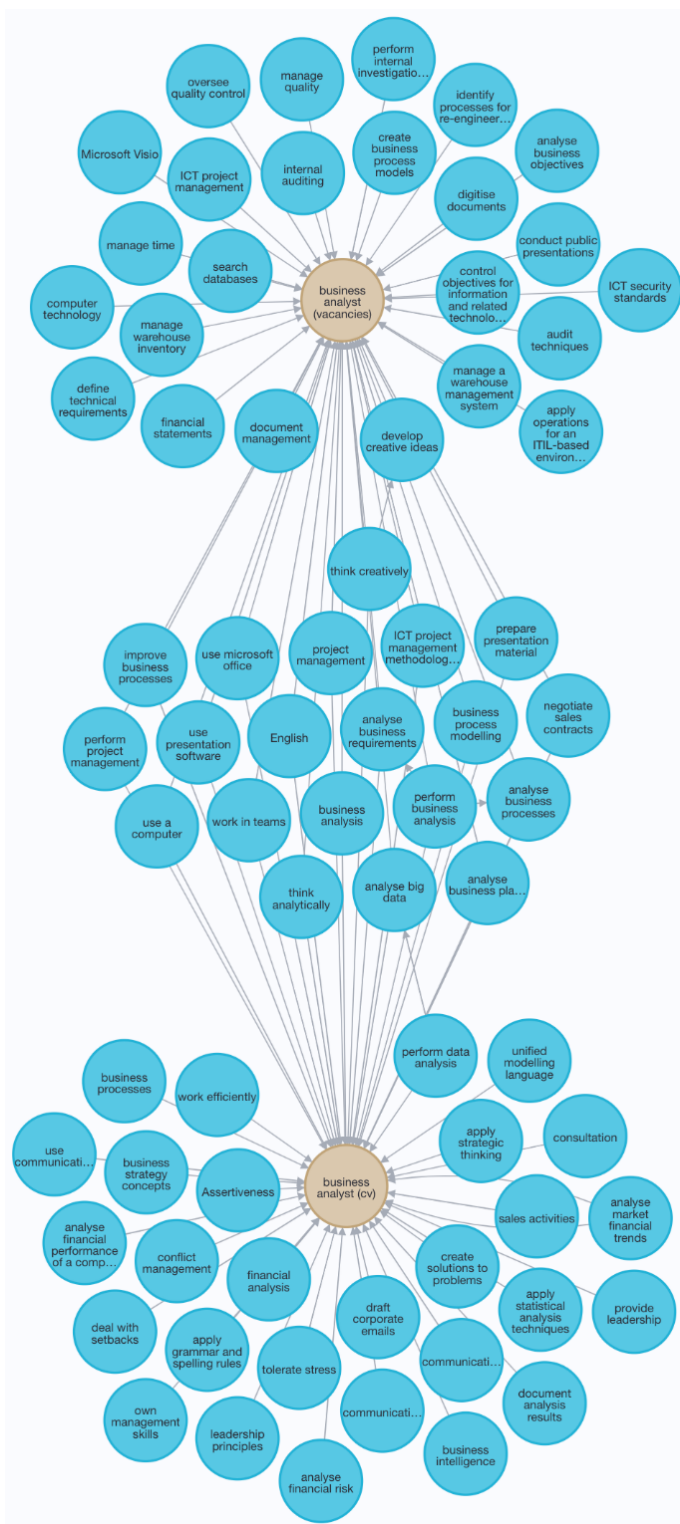 perform
internal
investigatio…
manage
quality
oversee
quality control
identify
processes for
re-engineer…
analyse
business
objectives
Microsoft Visio
ICT project
management
internal
auditing
create
business
process
models
digitise
documents
manage time
search
databases
business
analyst
(vacancies)
control
objectives for
information
and related
technolo…
conduct public
presentations
ICT security
standards
computer
technology
manage
warehouse
inventory
audit
techniques
define
technical
requirements
financial
statements
document
management
develop
creative ideas
manage a
warehouse
management
system
apply
operations for
an ITIL-based
environ…
think creatively
improve
business
processes
use microsoft
office
project
management
ICT project
management
methodolog…
prepare
presentation
material
perform
project
management
use
presentation
software
English
analyse
business
requirements
business
process
modelling
negotiate
sales
contracts
use a
computer
work in teams
business
analysis
perform
business
analysis
analyse
business
processes
think
analytically
analyse big
data
analyse
business pla…
perform data
analysis
unified
modelling
language
business
processes
work efficiently
apply
strategic
thinking
consultation
use
communicati…
business
strategy
concepts
Assertiveness
business
analyst (cv)
sales activities
analyse
market
financial
trends
analyse
financial
performance
of a comp…
conflict
management
financial
analysis
create
solutions to
problems
apply
statistical
analysis
techniques
provide
leadership
deal with
setbacks
apply
grammar and
spelling rules
tolerate stress
draft
corporate
emails
communicati…
document
analysis
results
own
management
skills
leadership
principles
communicati…
business
intelligence
analyse
financial risk